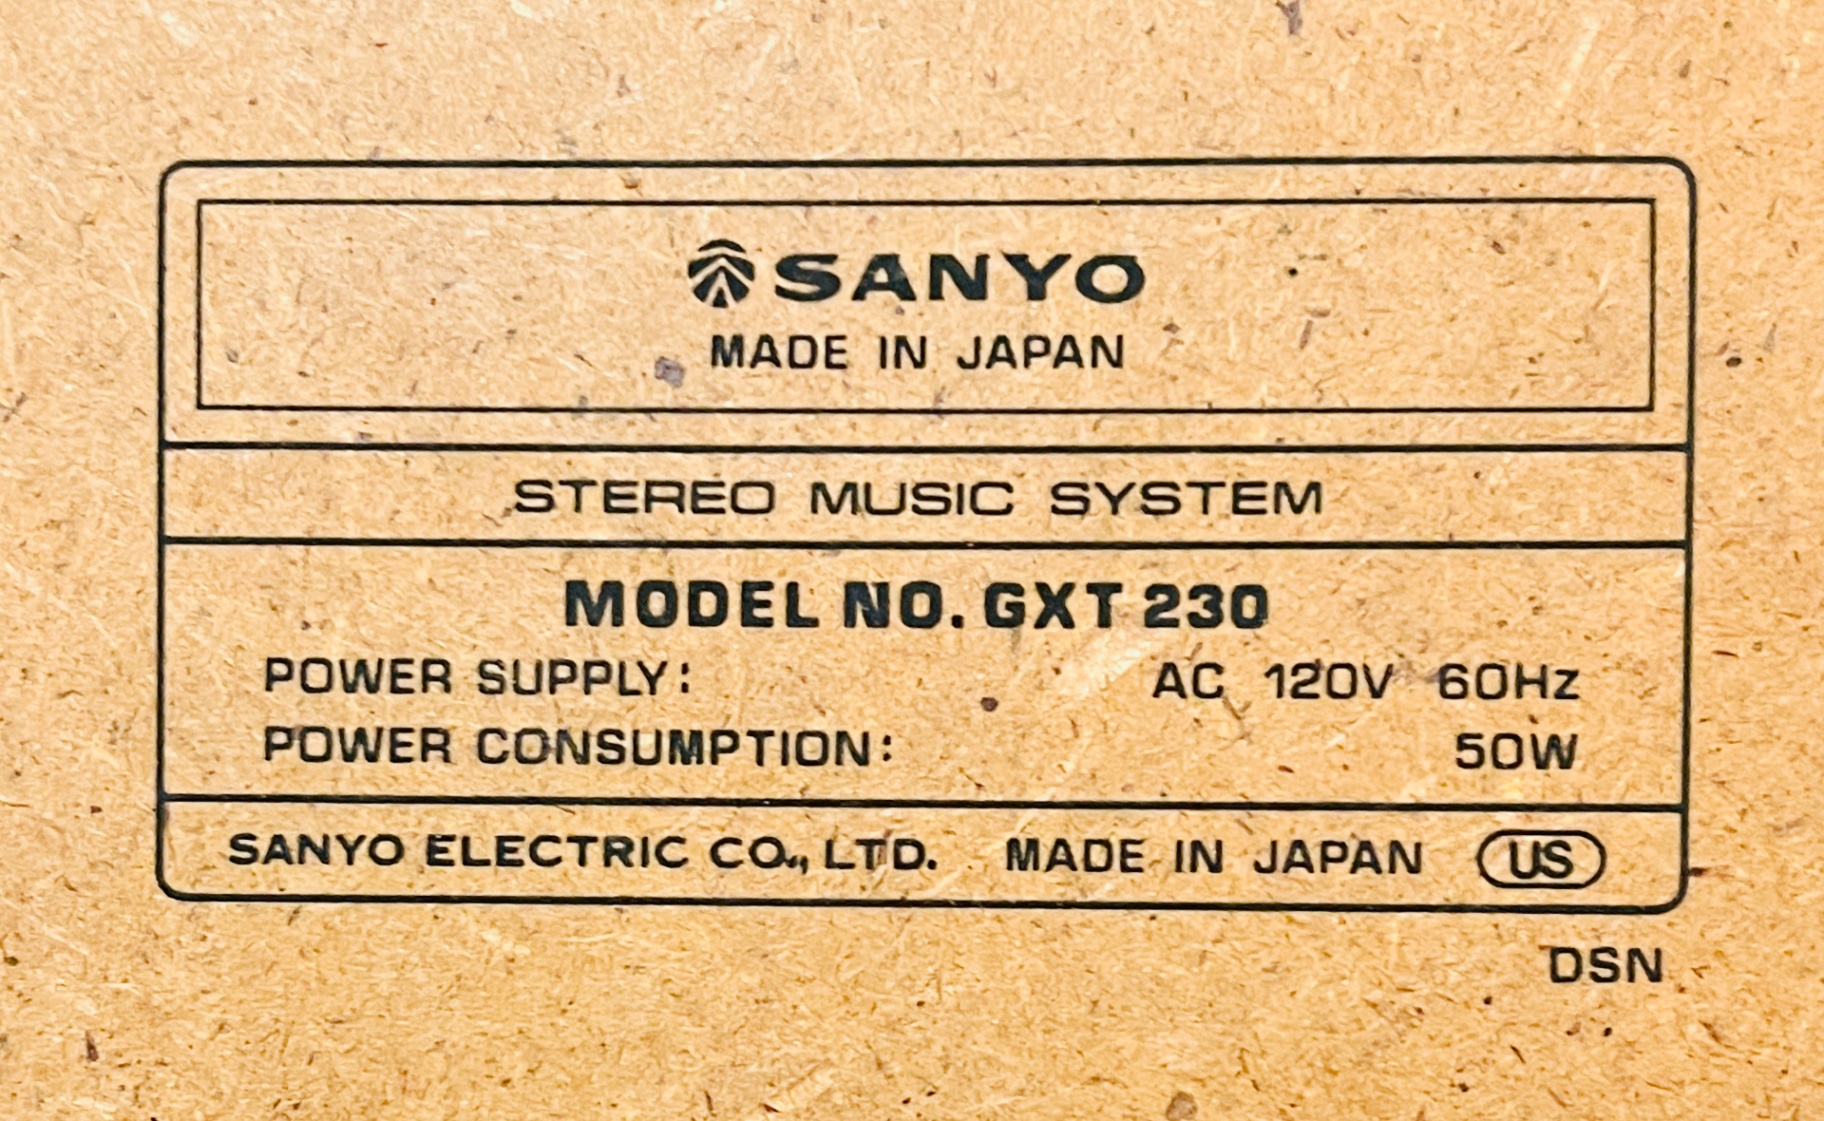 SANYO
MADE IN JAPAN
STEREO MUSIC SYSTEM
MODEL NO. GXT 230
POWER SUPPLY: AC 120V 60Hz
POWER CONSUMPTION: 50W
SANYO ELECTRIC CO., LTD. MADE IN JAPAN US
DSN